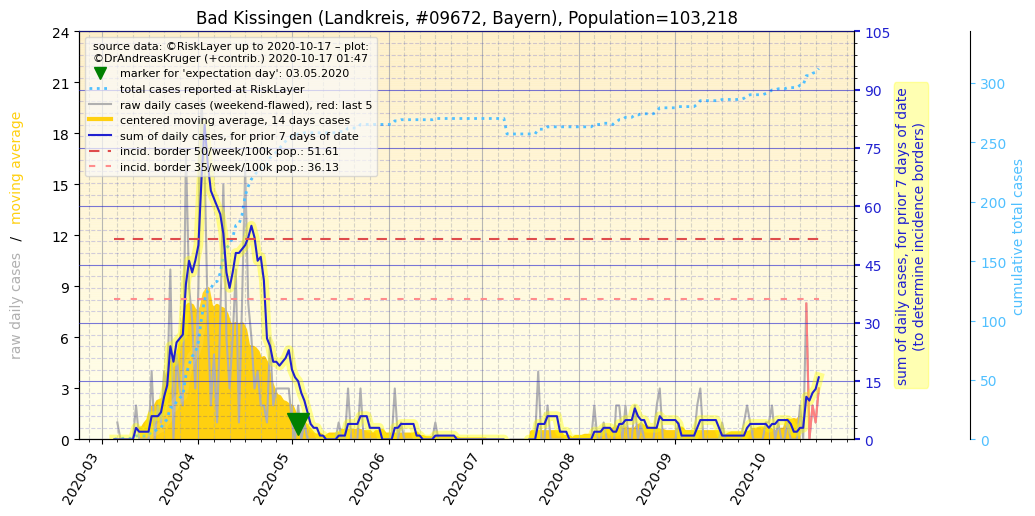 Bad Kissingen (Landkreis, #09672, Bayern), Population=103,218
source data: ©RiskLayer up to 2020-10-17 – plot:
©DrAndreasKruger (+contrib.) 2020-10-17 01:47
marker for 'expectation day': 03.05.2020
total cases reported at RiskLayer
raw daily cases (weekend-flawed), red: last 5
centered moving average, 14 days cases
sum of daily cases, for prior 7 days of date
incid. border 50/week/100k pop.: 51.61
incid. border 35/week/100k pop.: 36.13
raw daily cases / moving average
24
21
18
15
12
9
6
3
0
2020-03
2020-04
2020-05
2020-06
2020-07
2020-08
2020-09
2020-10
105
90
75
60
45
30
15
0
sum of daily cases, for prior 7 days of date
(to determine incidence borders)
300
250
200
150
100
50
0
cumulative total cases